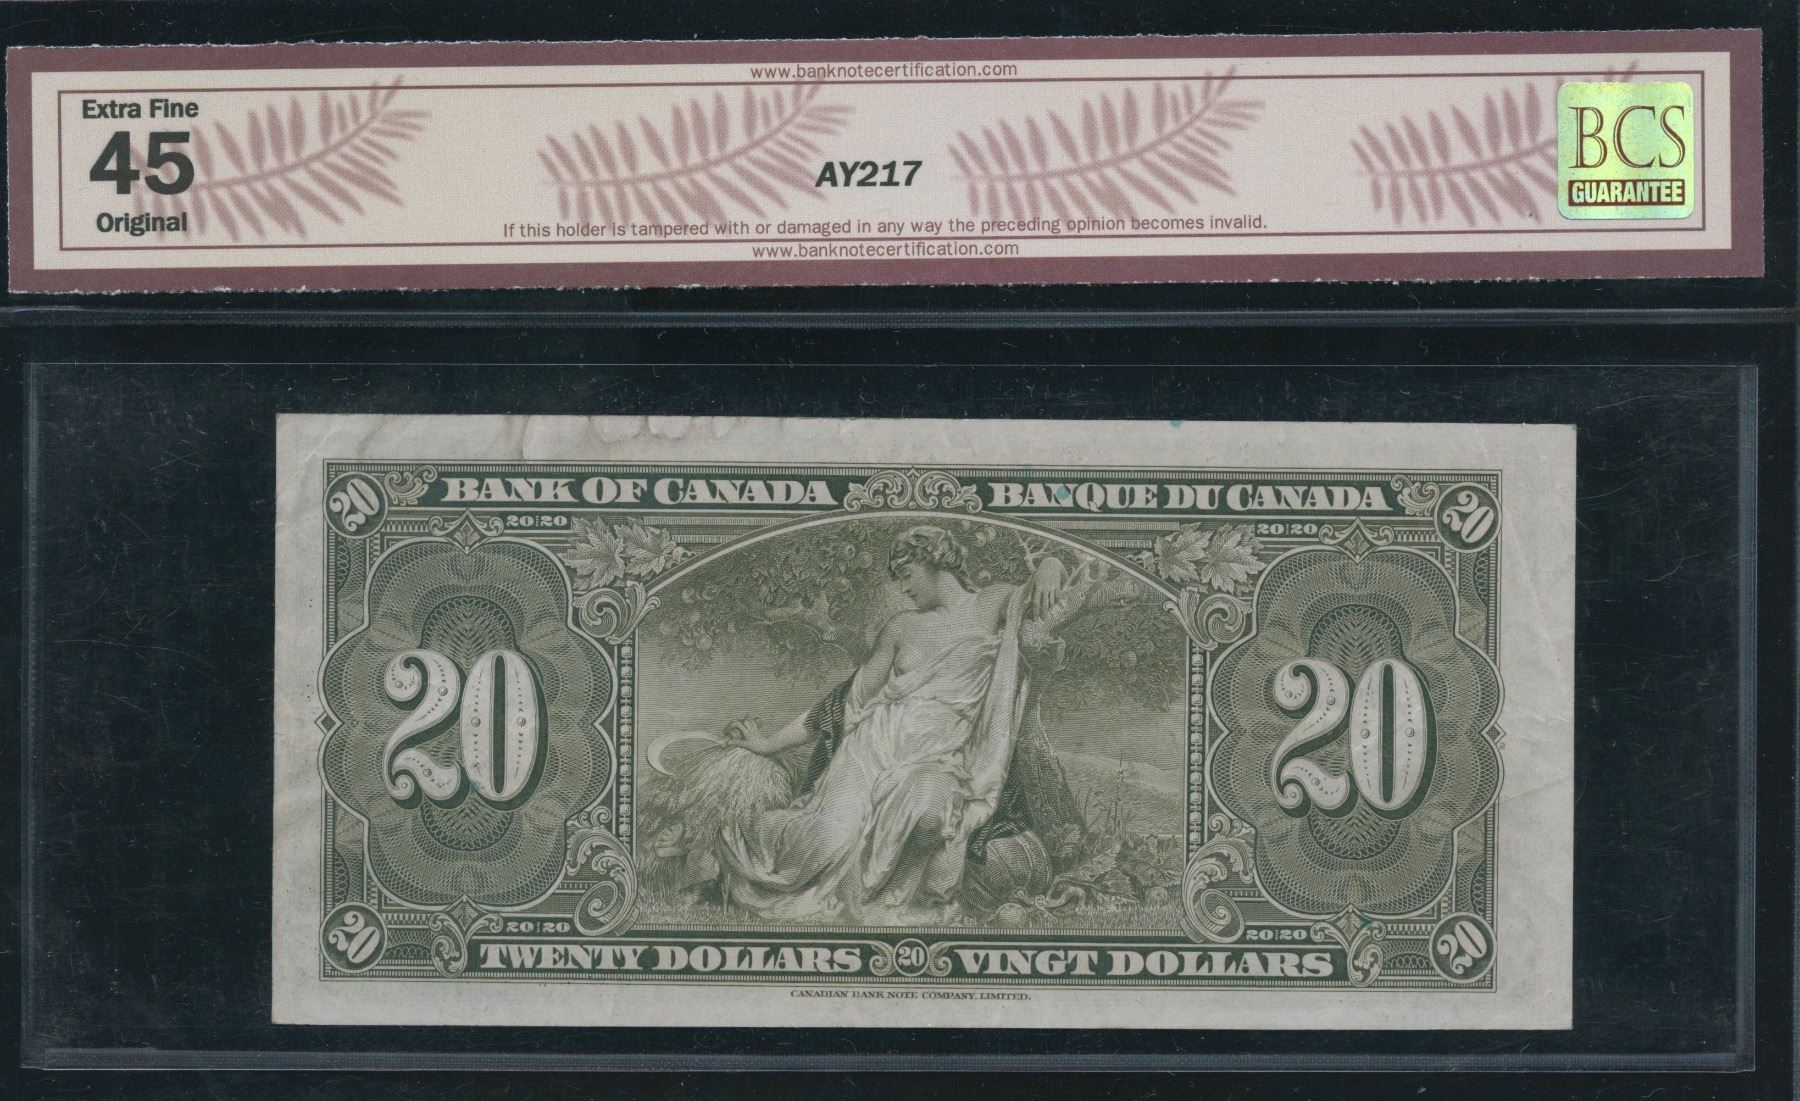 www.banknotecertification.com
Extra Fine
45
Original
AY217
BCS
GUARANTEE
If this holder is tampered with or damaged in any way the preceding opinion becomes invalid.
www.banknotecertification.com
20 BANK OF CANADA BANQUE DU CANADA 20
20 20 20 20
20 20
20 20 20 20
20 TWENTY DOLLARS 20 VINGT DOLLARS 20
CANADIAN BANK NOTE COMPANY, LIMITED.